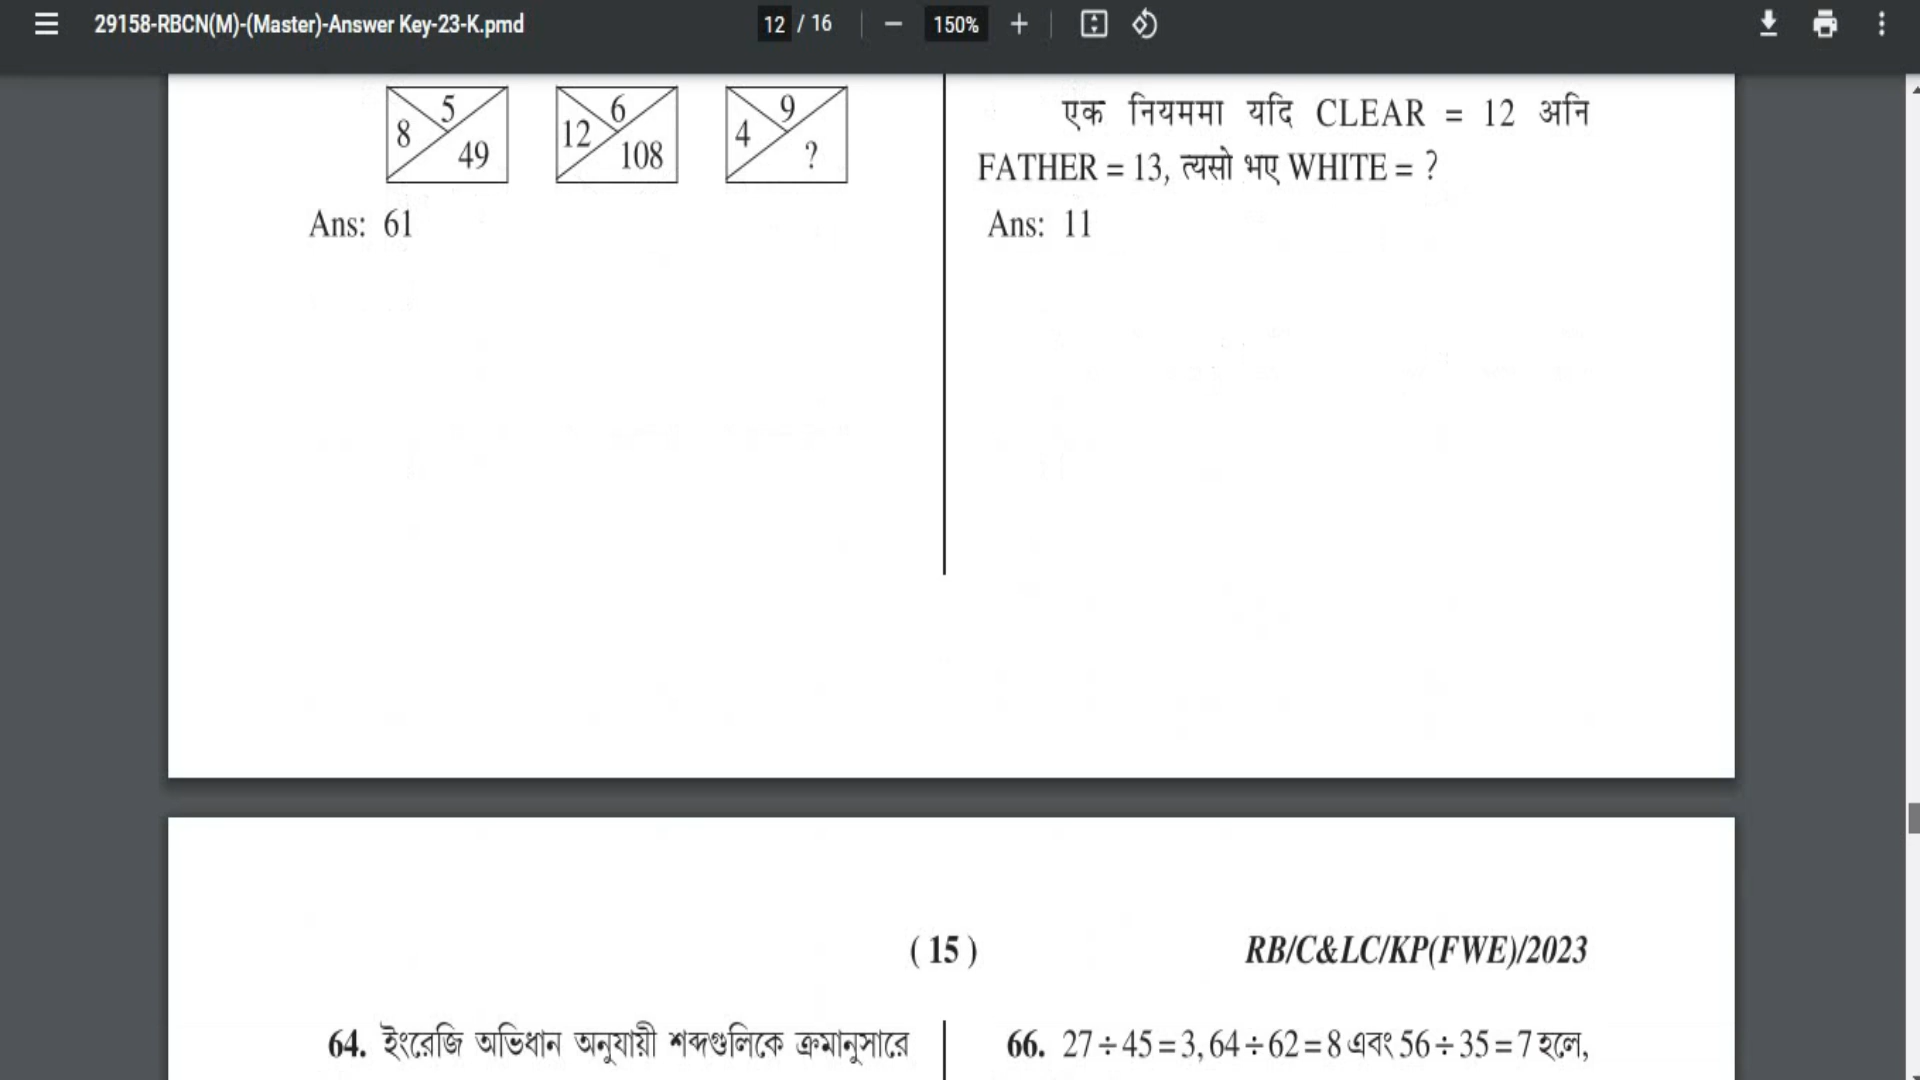 29158-RBCN(M)-(Master)-Answer Key-23-K.pmd
12 / 16
150%
5
8
49
6
12
108
9
4
?
Ans: 61
एक नियममा यदि CLEAR = 12 अनि
FATHER = 13, त्यसो भए WHITE = ?
Ans: 11
( 15 )
RB/C&LC/KP(FWE)/2023
64. ইংরেজি অভিধান অনুযায়ী শব্দগুলিকে ক্রমানুসারে
66. 27 ÷ 45 = 3, 64 ÷ 62 = 8 এবং 56 ÷ 35 = 7 হলে,